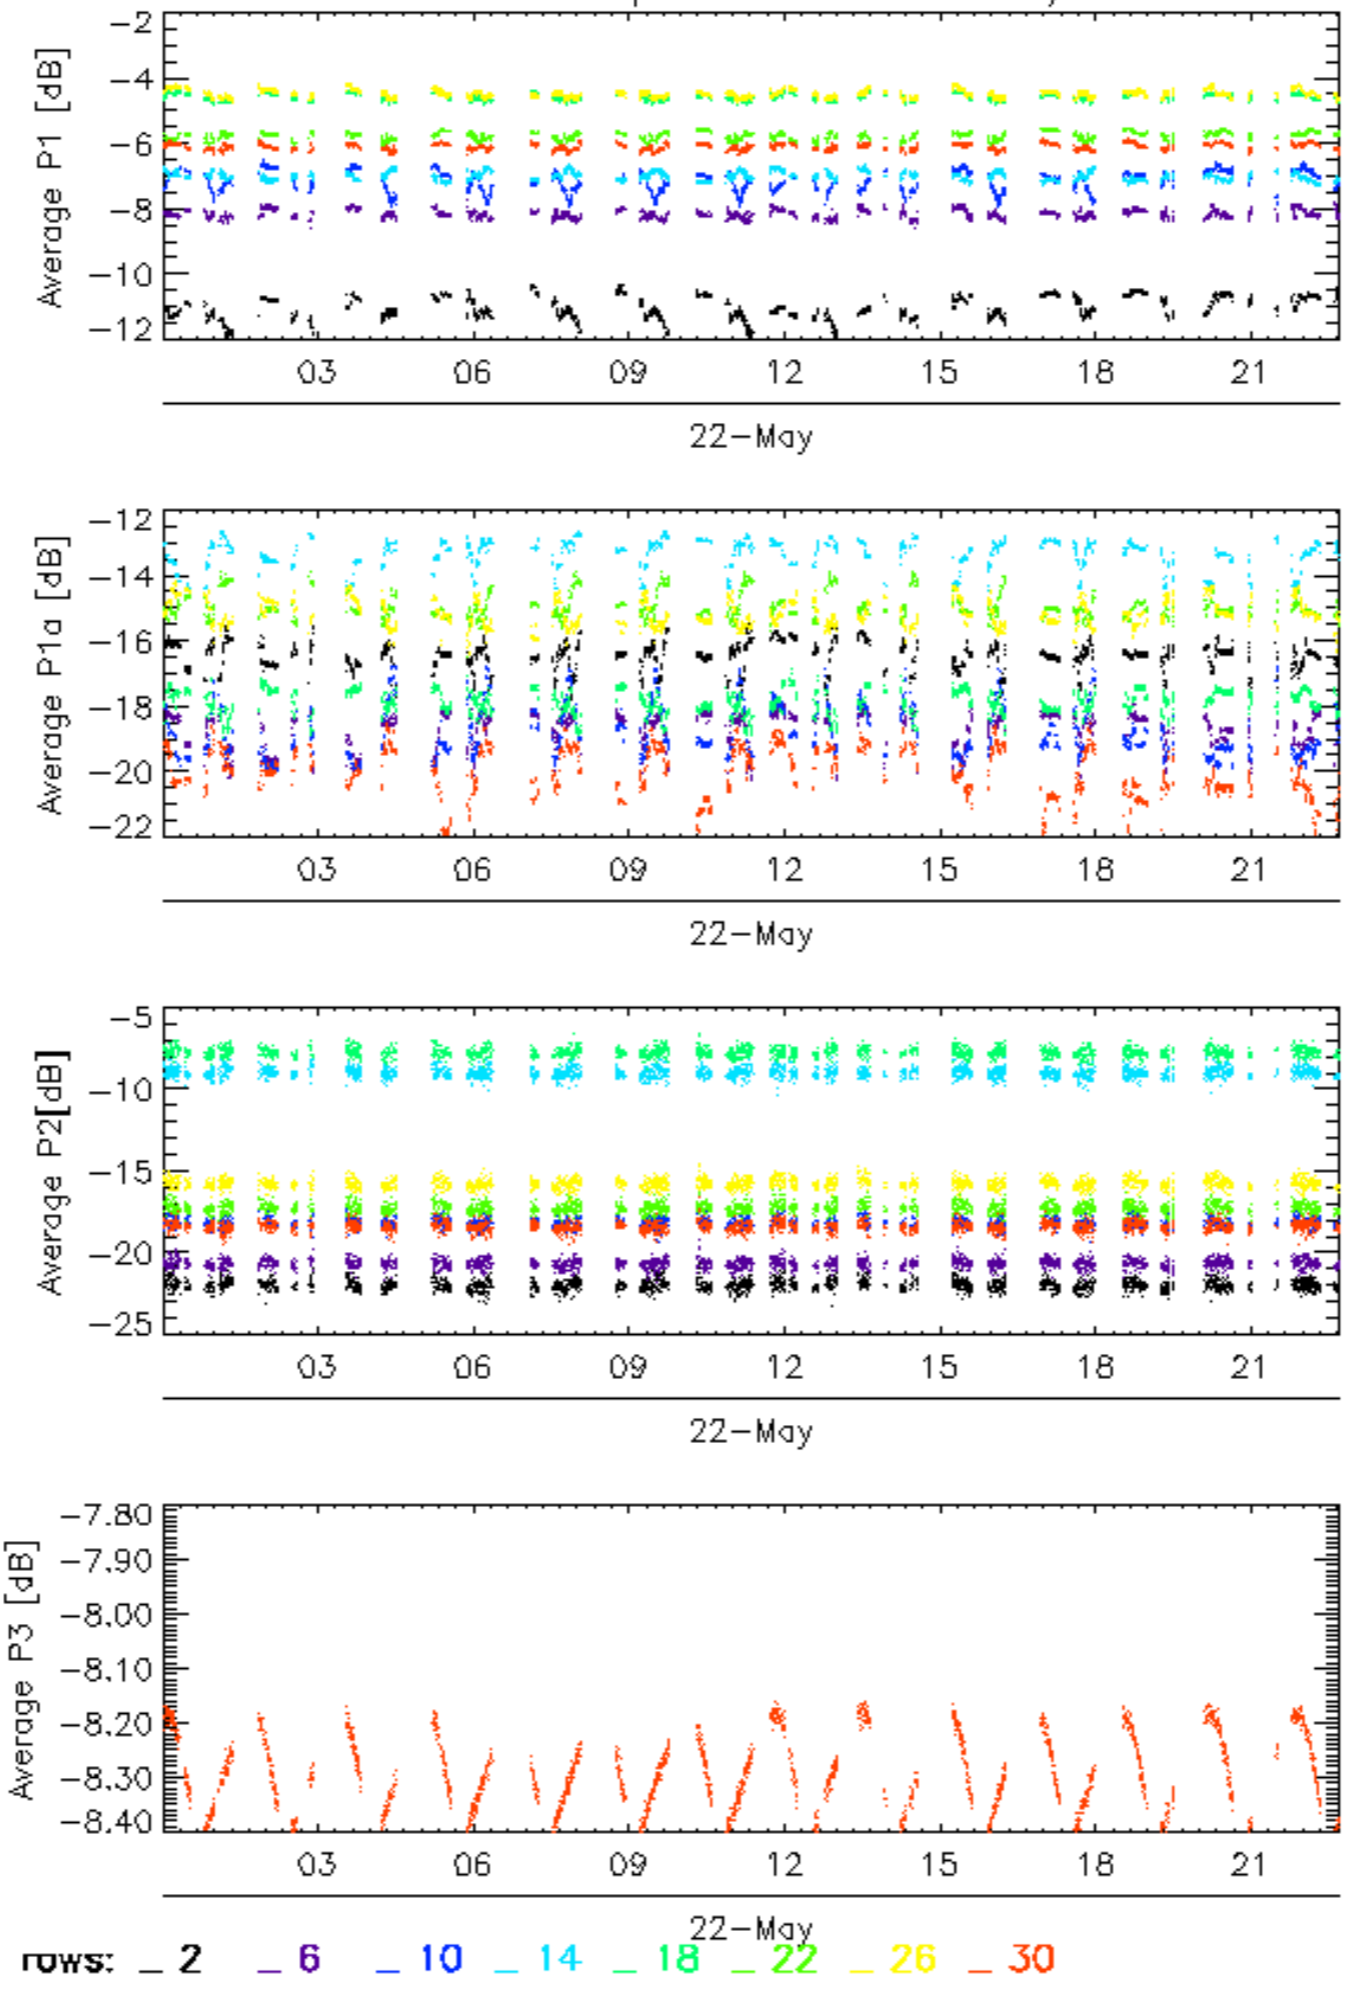 Average P1 [dB]
-2
-4
-6
-8
-10
-12
03 06 09 12 15 18 21
22-May
Average P1a [dB]
-12
-14
-16
-18
-20
-22
03 06 09 12 15 18 21
22-May
Average P2[dB]
-5
-10
-15
-20
-25
03 06 09 12 15 18 21
22-May
Average P3 [dB]
-7.80
-7.90
-8.00
-8.10
-8.20
-8.30
-8.40
03 06 09 12 15 18 21
22-May
rows: _ 2 _ 6 _ 10 _ 14 _ 18 _ 22 _ 26 _ 30